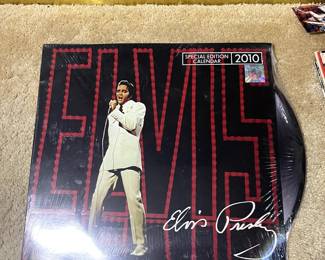 SPECIAL EDITION
CALENDAR
2010
ELVIS
Elvis Presley